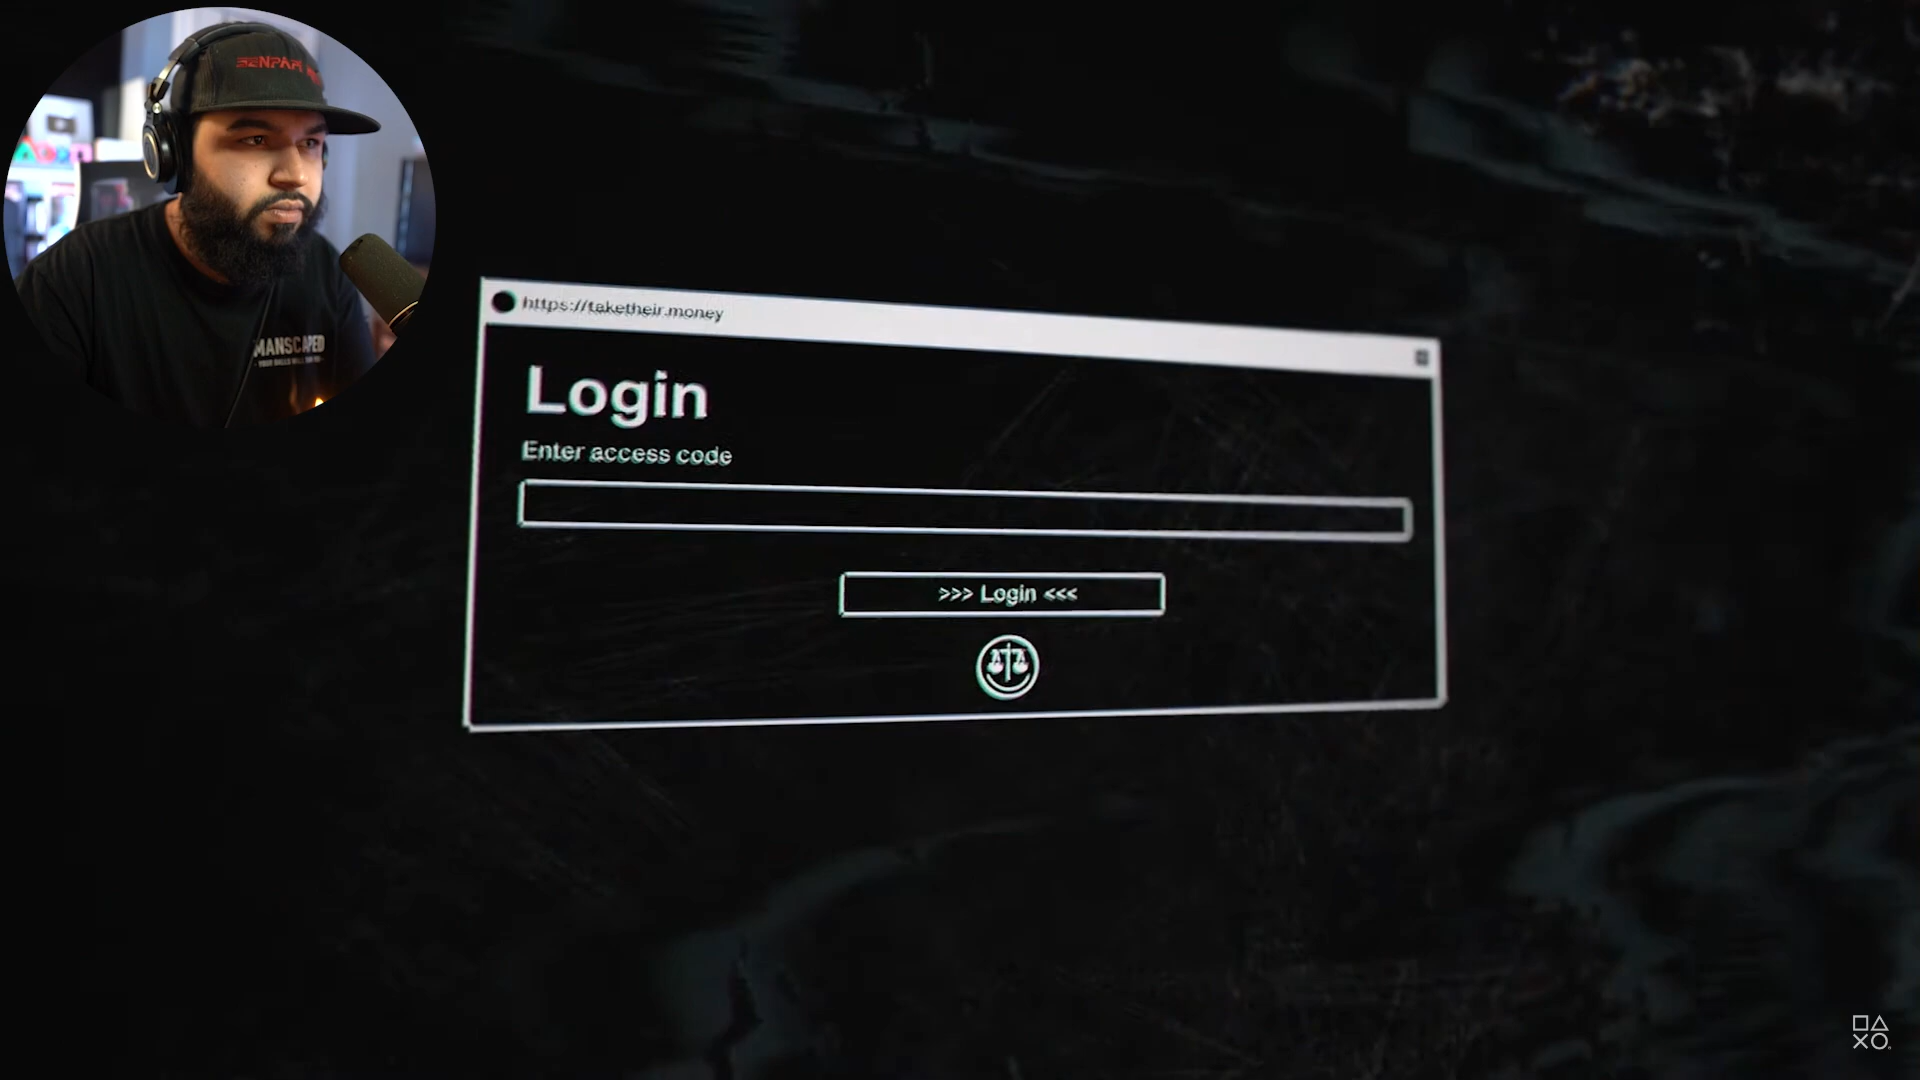 MANSCAPED
https://taketheir.money
Login
Enter access code
>>> Login <<<